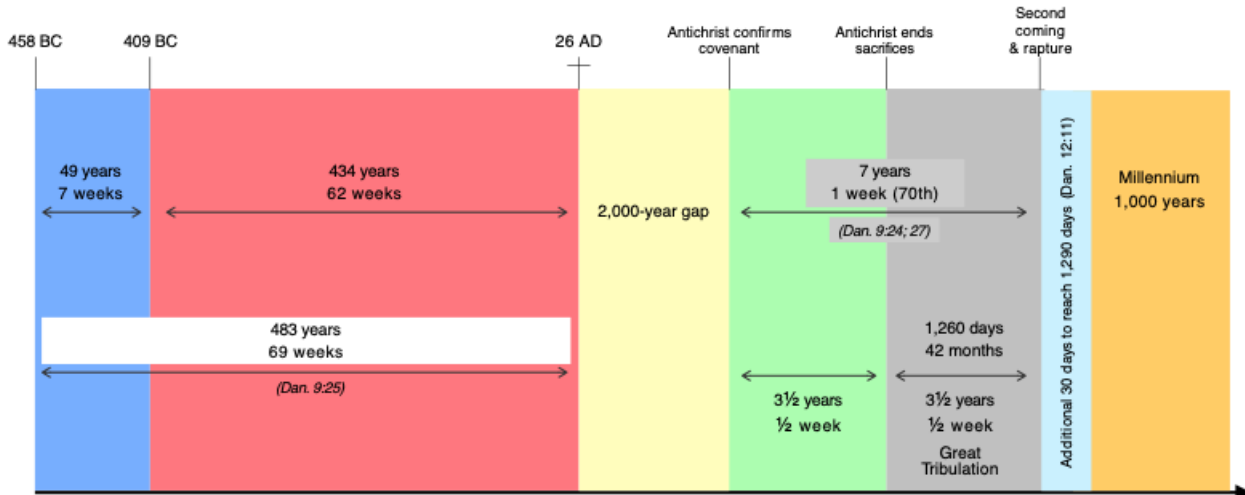 458 BC
409 BC
26 AD
Antichrist confirms
covenant
Antichrist ends
sacrifices
Second
coming
& rapture
49 years
7 weeks
434 years
62 weeks
2,000-year gap
7 years
1 week (70th)
(Dan. 9:24; 27)
Additional 30 days to reach 1,290 days (Dan. 12:11)
Millennium
1,000 years
483 years
69 weeks
(Dan. 9:25)
1,260 days
42 months
3½ years
½ week
3½ years
½ week
Great
Tribulation